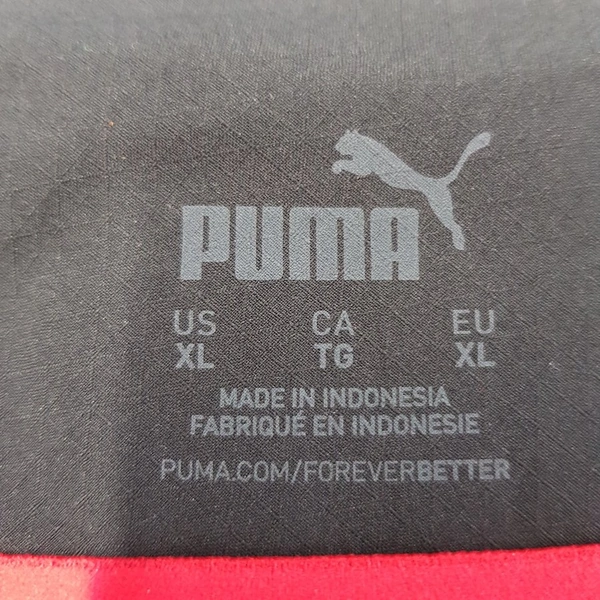 PUMA
US CA EU
XL TG XL
MADE IN INDONESIA
FABRIQUÉ EN INDONESIE
PUMA.COM/FOREVERBETTER